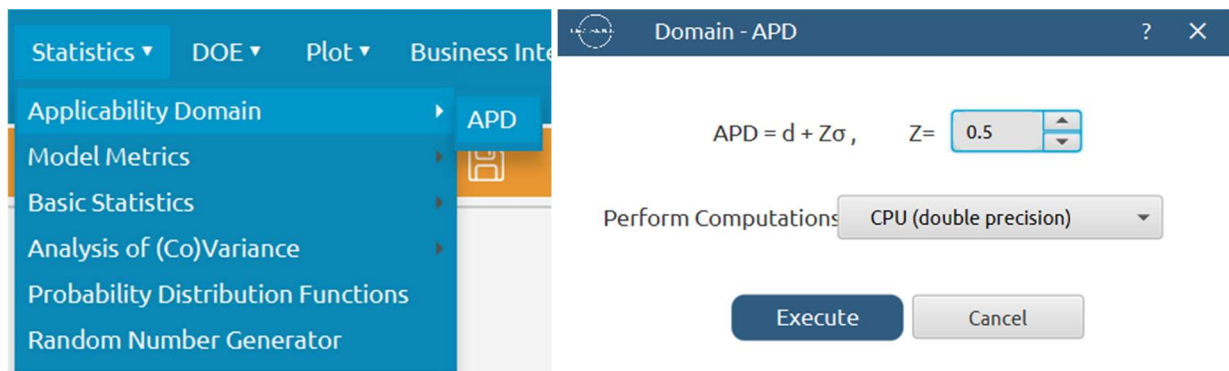 Statistics ▾ DOE ▾ Plot ▾ Business Inte
Applicability Domain
APD
Model Metrics
Basic Statistics
Analysis of (Co)Variance
Probability Distribution Functions
Random Number Generator
Domain - APD ? ×
APD = d + Zσ , Z= 0.5
Perform Computations CPU (double precision)
Execute Cancel